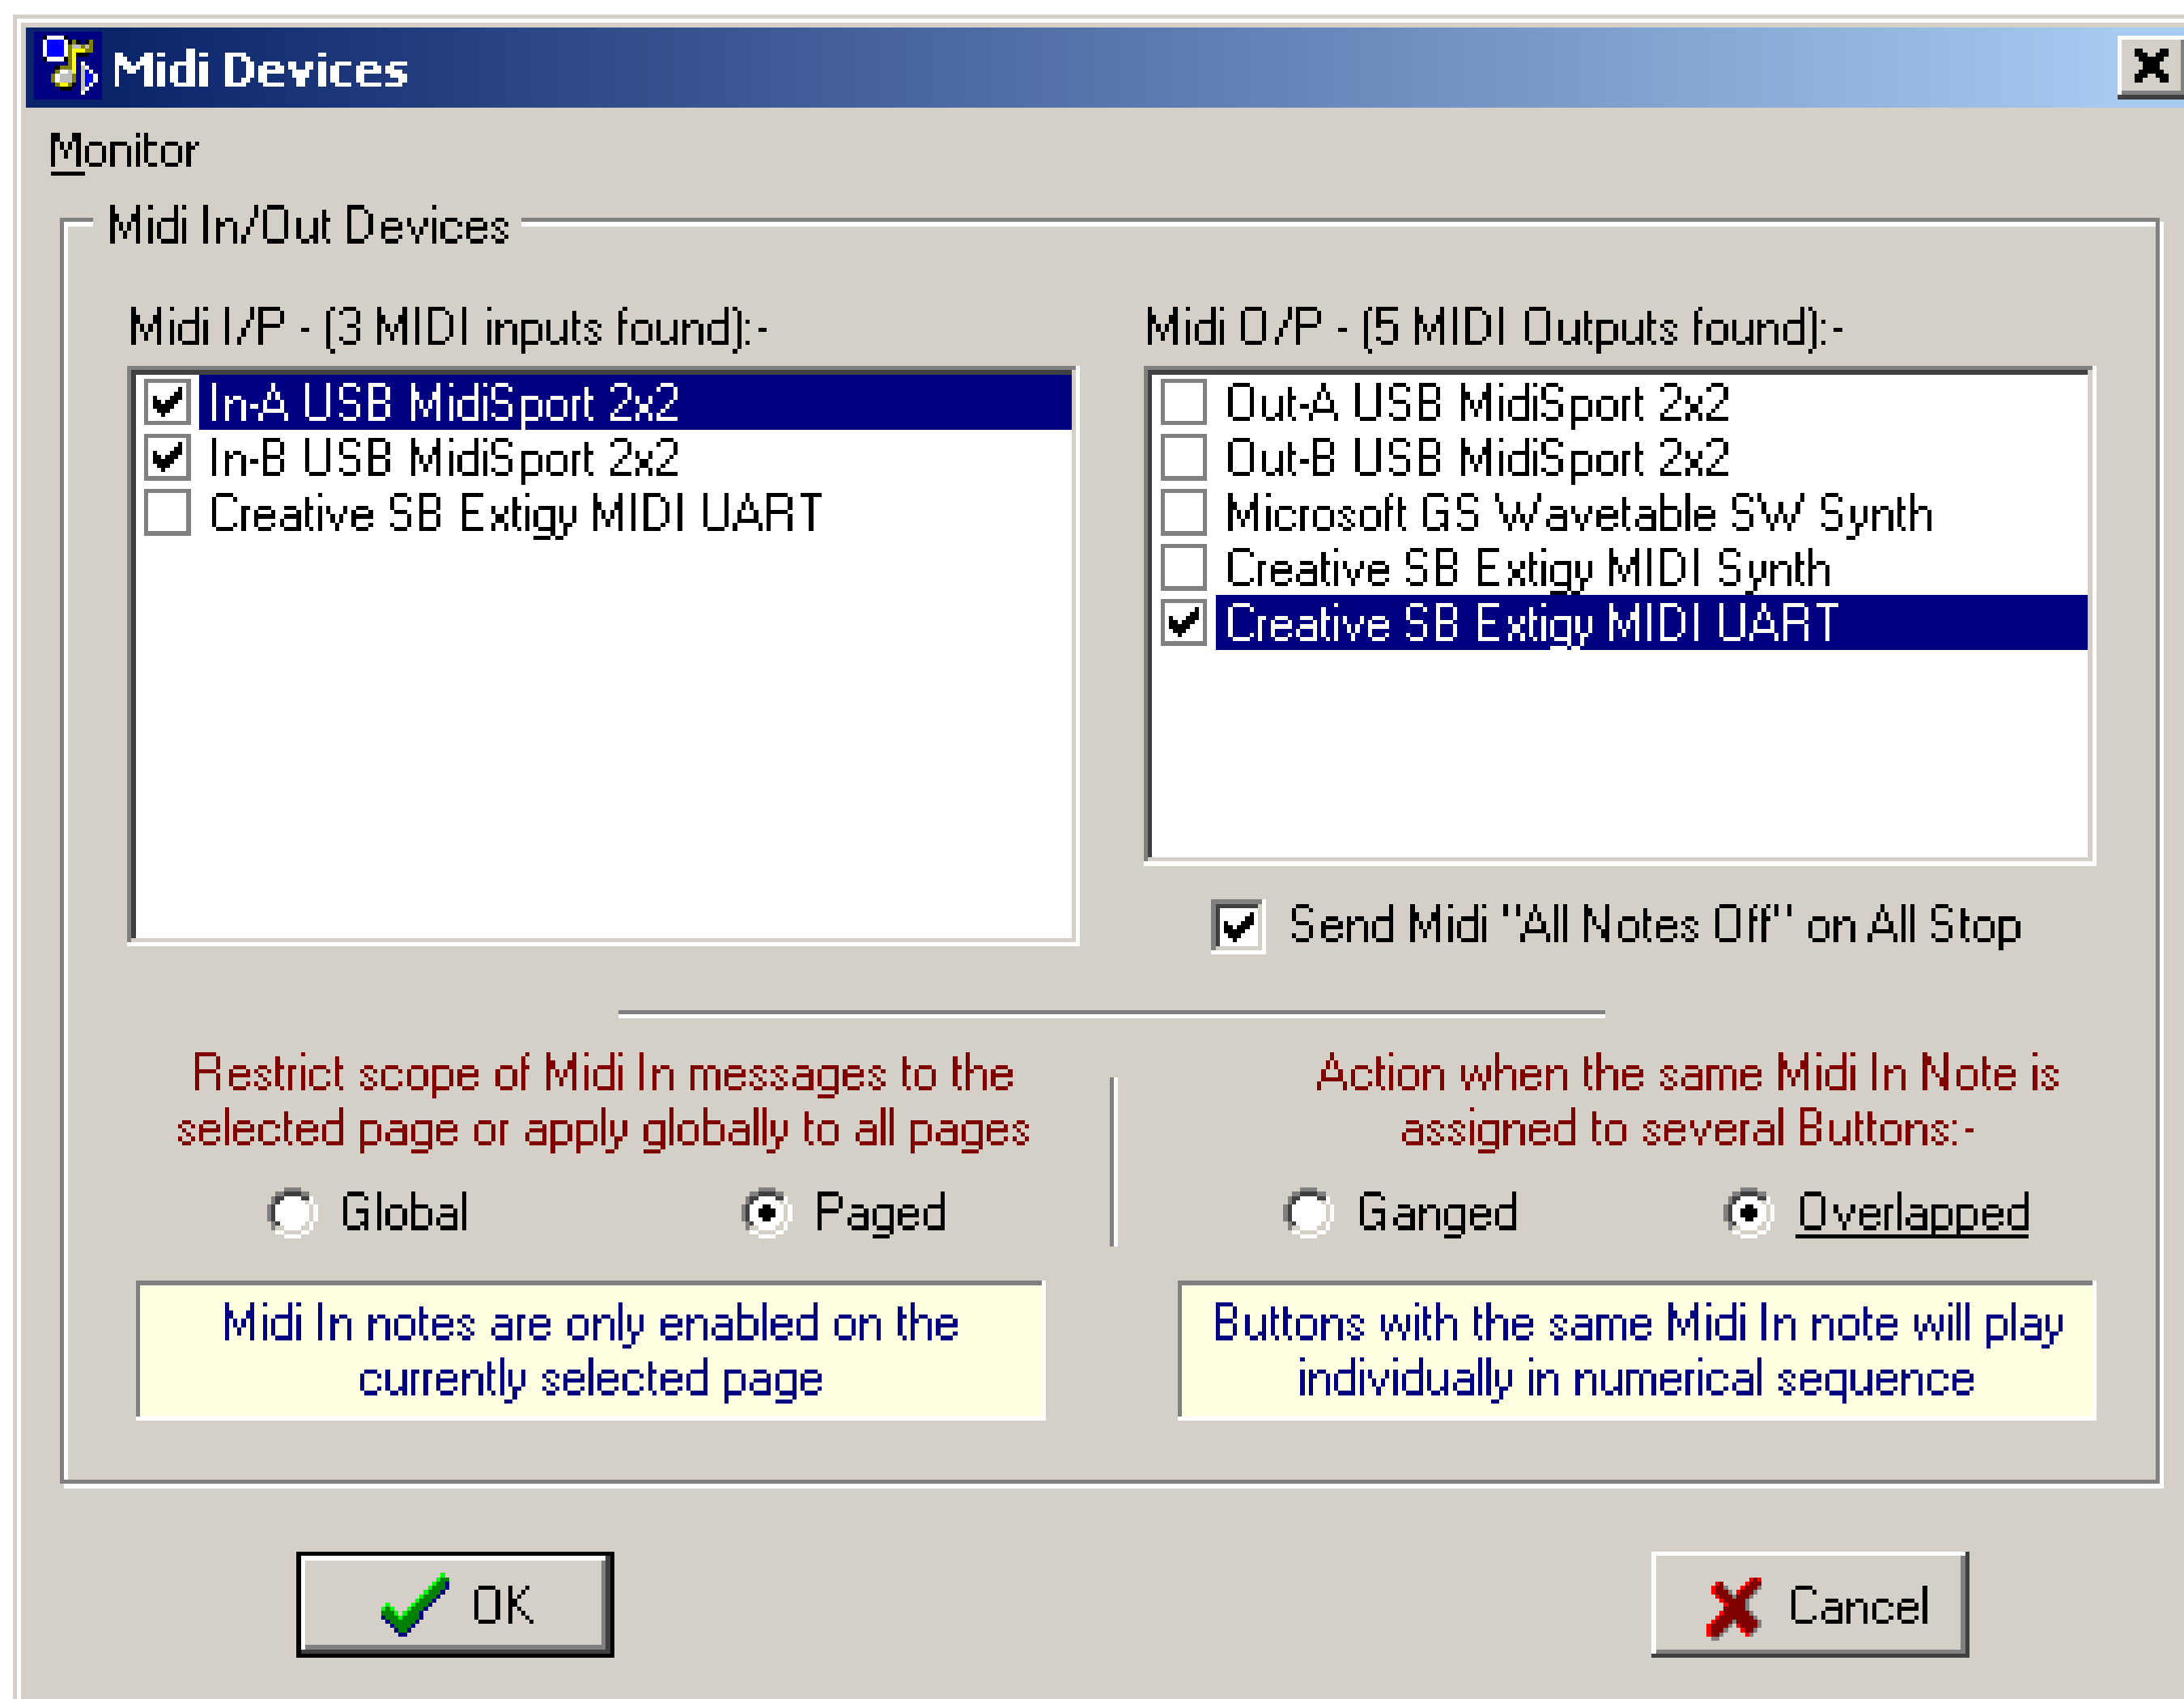 Midi Devices
Monitor
Midi In/Out Devices
Midi I/P - (3 MIDI inputs found):-
In-A USB MidiSport 2x2
In-B USB MidiSport 2x2
Creative SB Extigy MIDI UART
Midi O/P - (5 MIDI Outputs found):-
Out-A USB MidiSport 2x2
Out-B USB MidiSport 2x2
Microsoft GS Wavetable SW Synth
Creative SB Extigy MIDI Synth
Creative SB Extigy MIDI UART
Send Midi "All Notes Off" on All Stop
Restrict scope of Midi In messages to the
selected page or apply globally to all pages
Global
Paged
Midi In notes are only enabled on the
currently selected page
Action when the same Midi In Note is
assigned to several Buttons:-
Ganged
Overlapped
Buttons with the same Midi In note will play
individually in numerical sequence
OK
Cancel